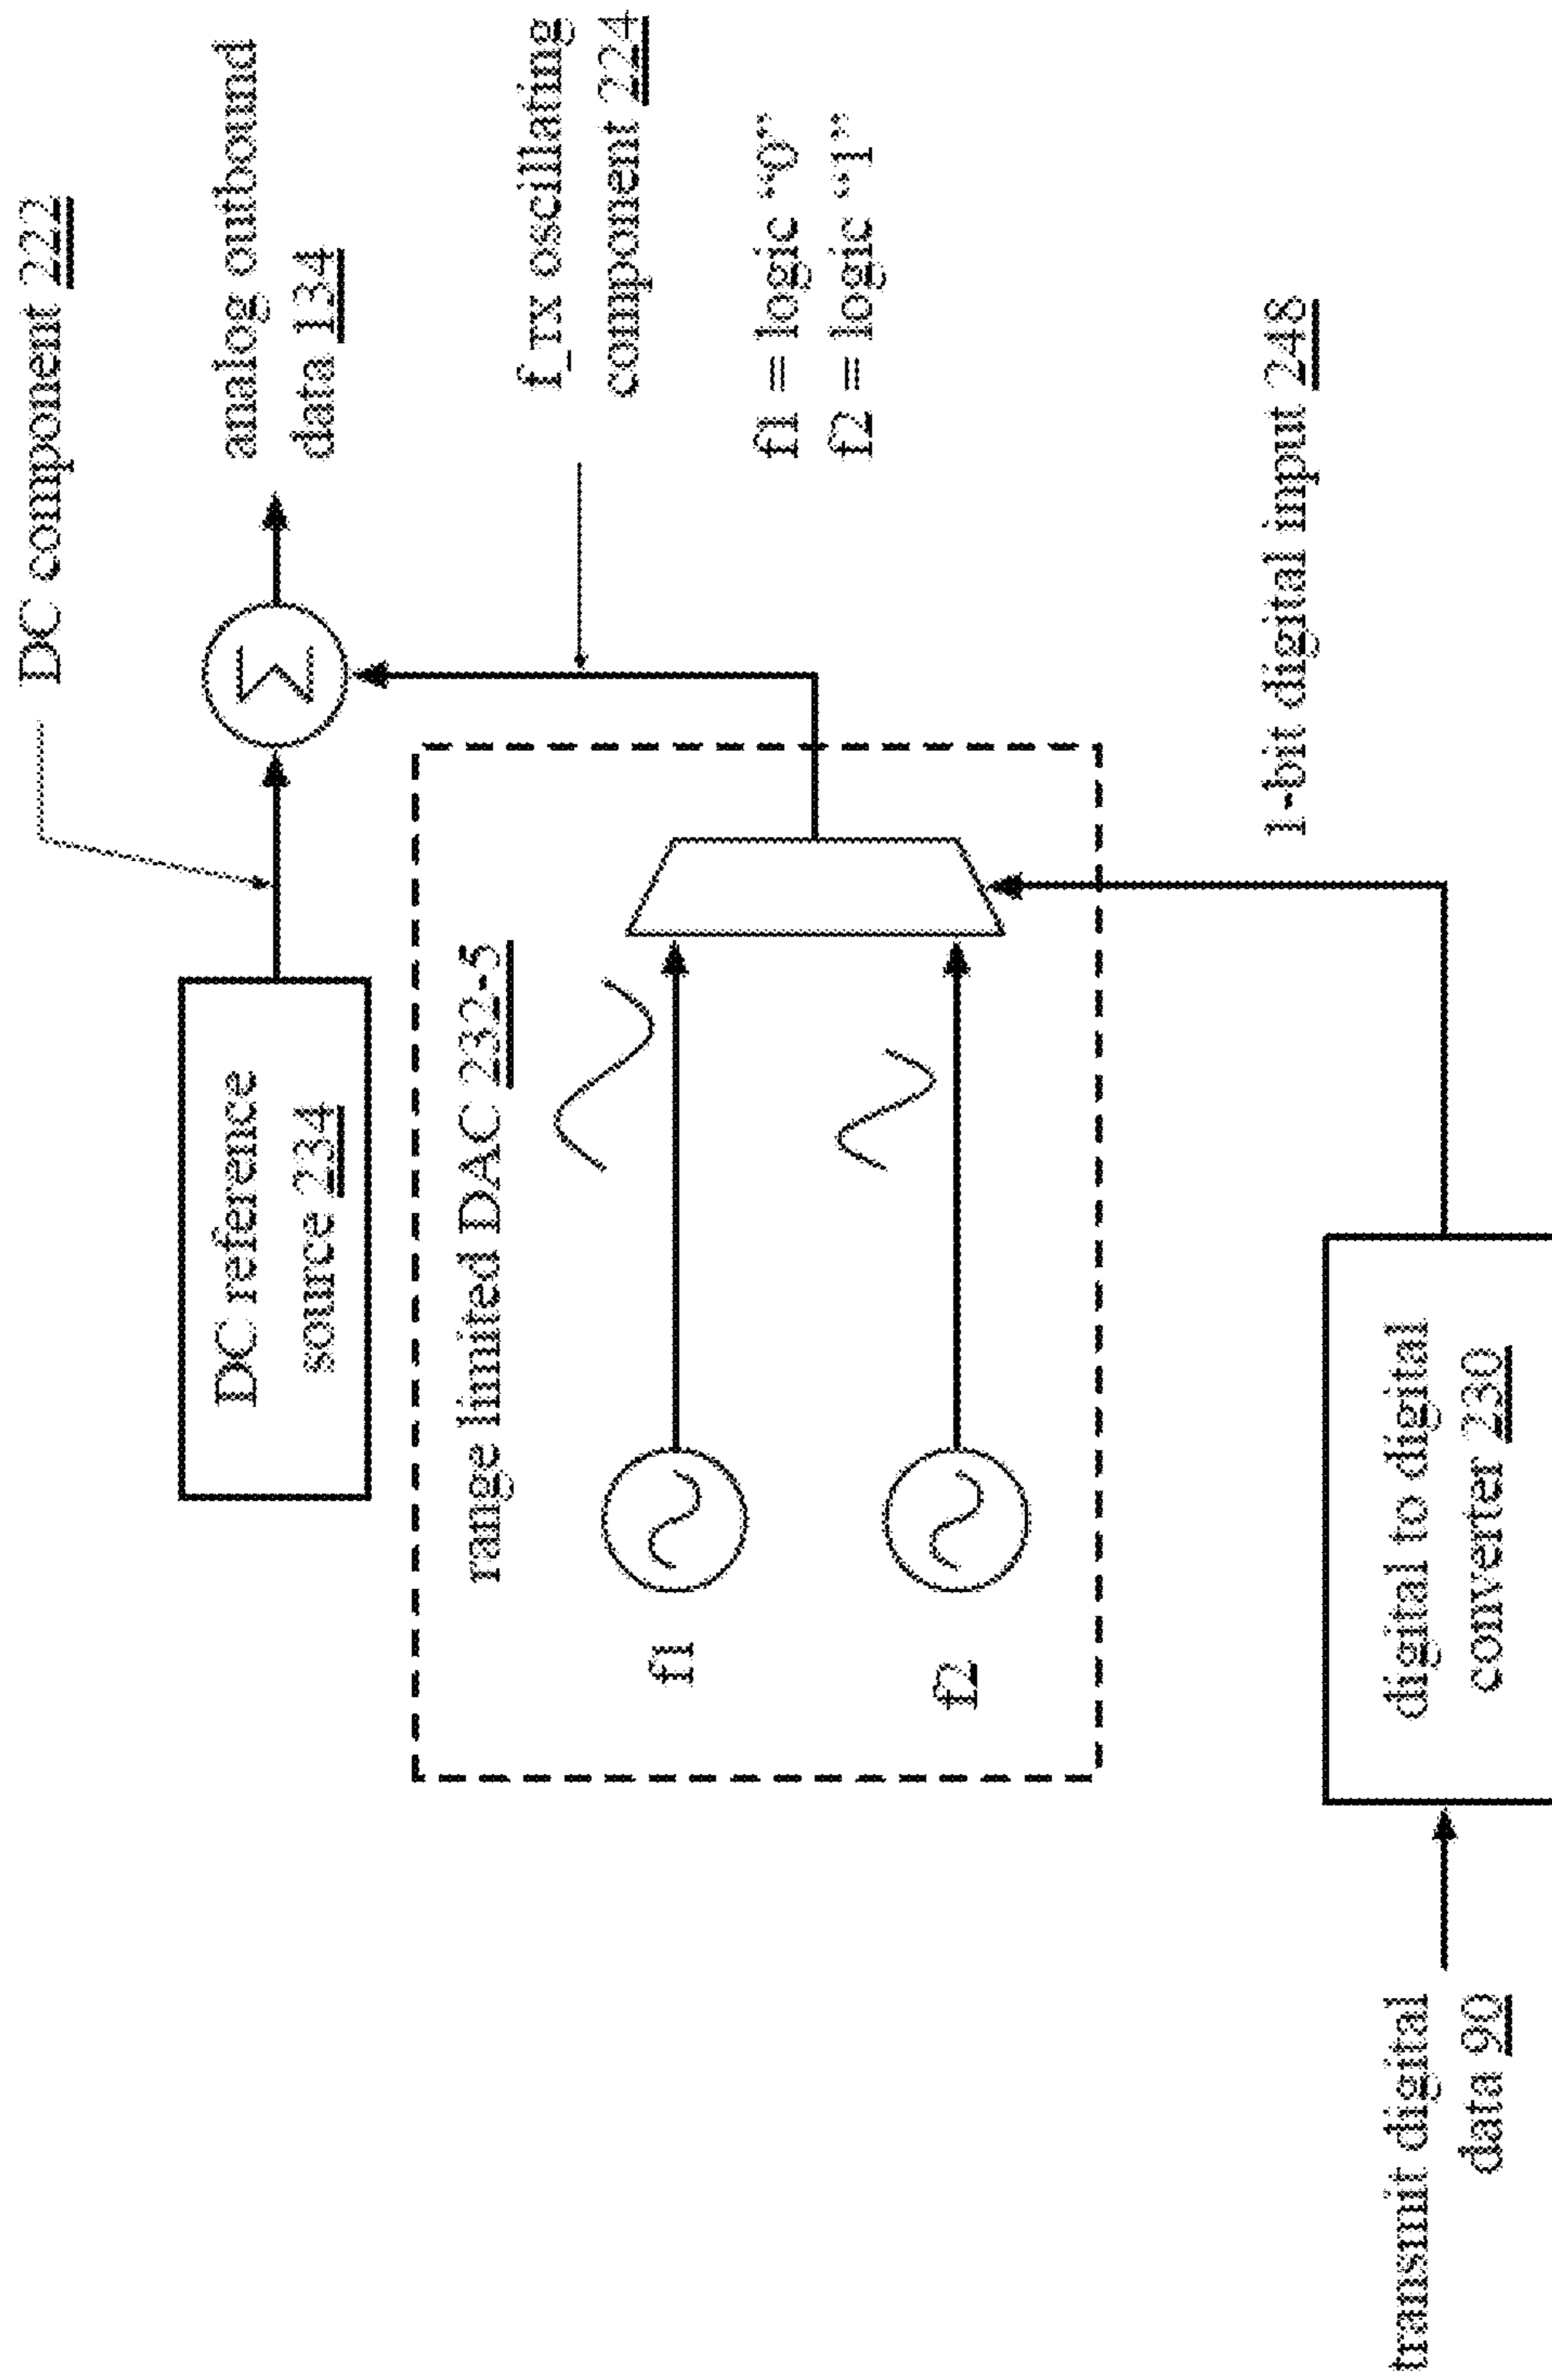 DC component 222
analog outbound
data 134
DC reference
source 234
f_rx oscillating
component 224
range limited DAC 232-5
f1 = logic “0”
f2 = logic “1”
f1
f2
1-bit digital input 248
transmit digital
data 90
digital to digital
converter 230
Σ